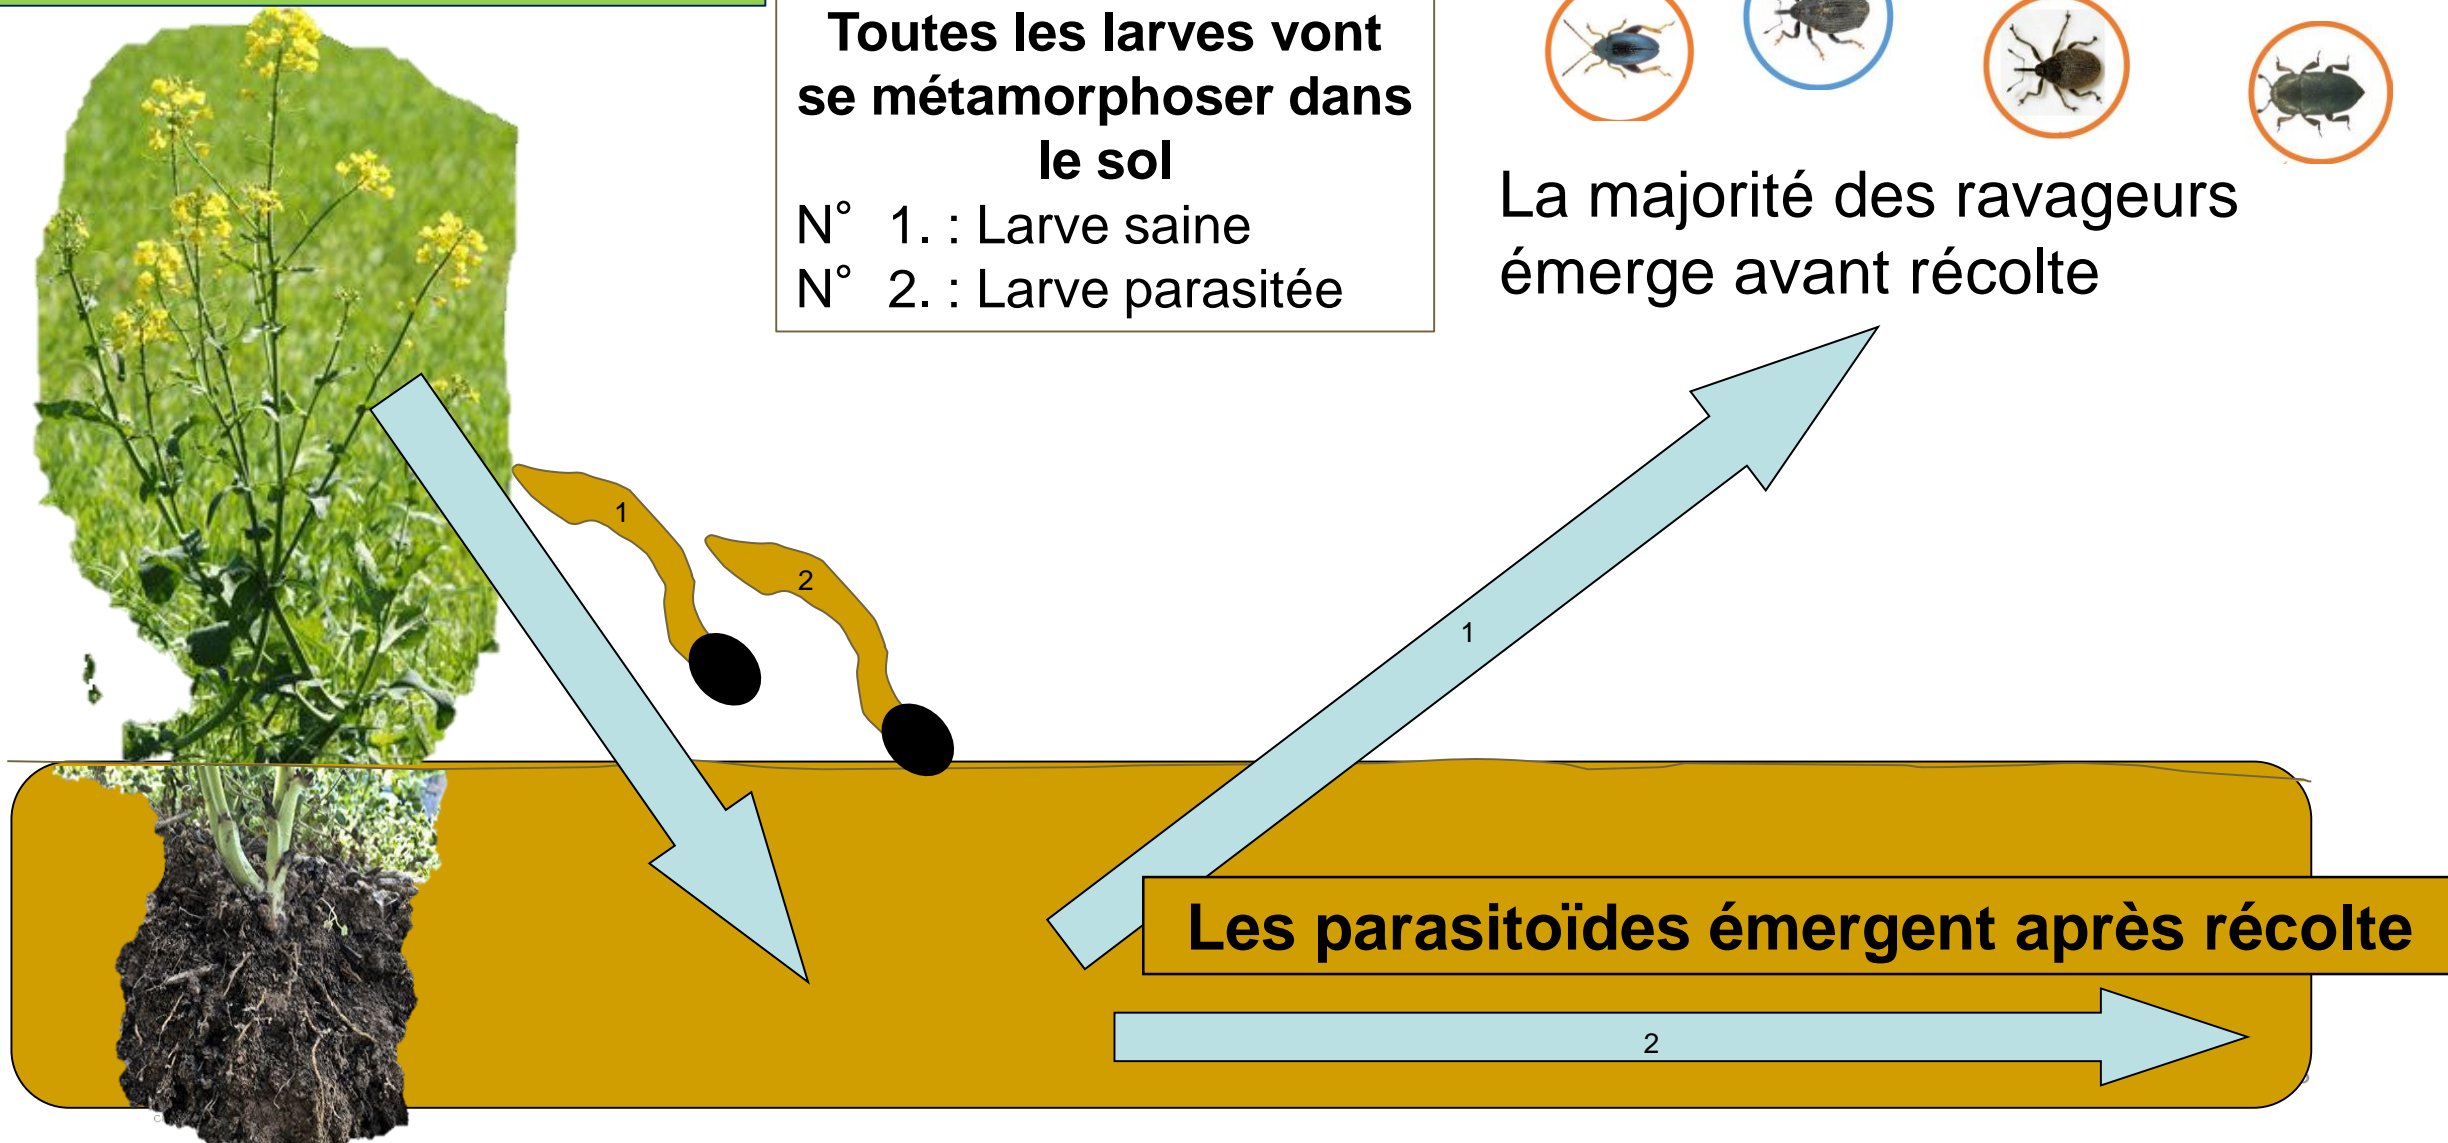 Toutes les larves vont
se métamorphoser dans
le sol
N° 1. : Larve saine
N° 2. : Larve parasitée
La majorité des ravageurs
émerge avant récolte
1
2
1
Les parasitoïdes émergent après récolte
2